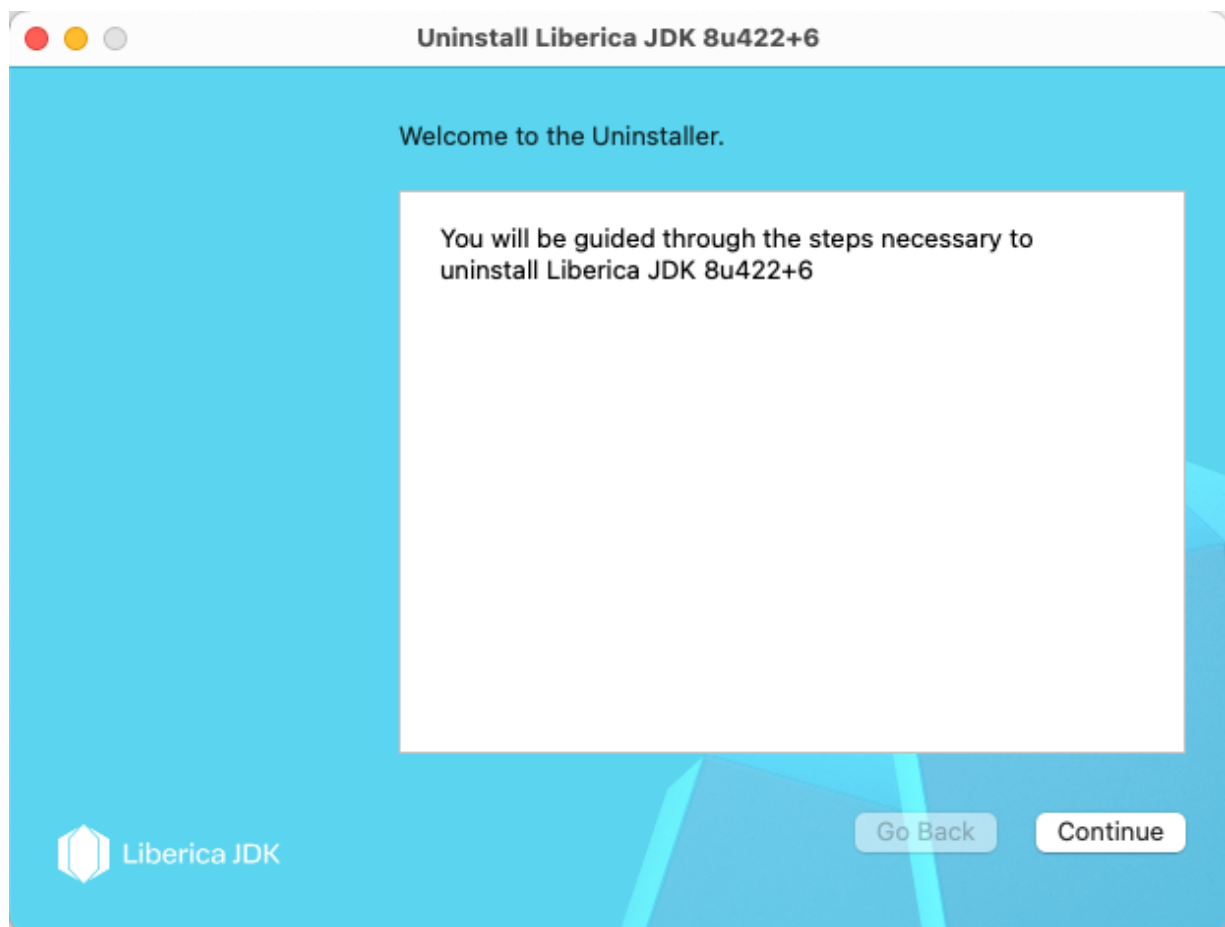 Uninstall Liberica JDK 8u422+6
Welcome to the Uninstaller.
You will be guided through the steps necessary to
uninstall Liberica JDK 8u422+6
Go Back
Continue
Liberica JDK